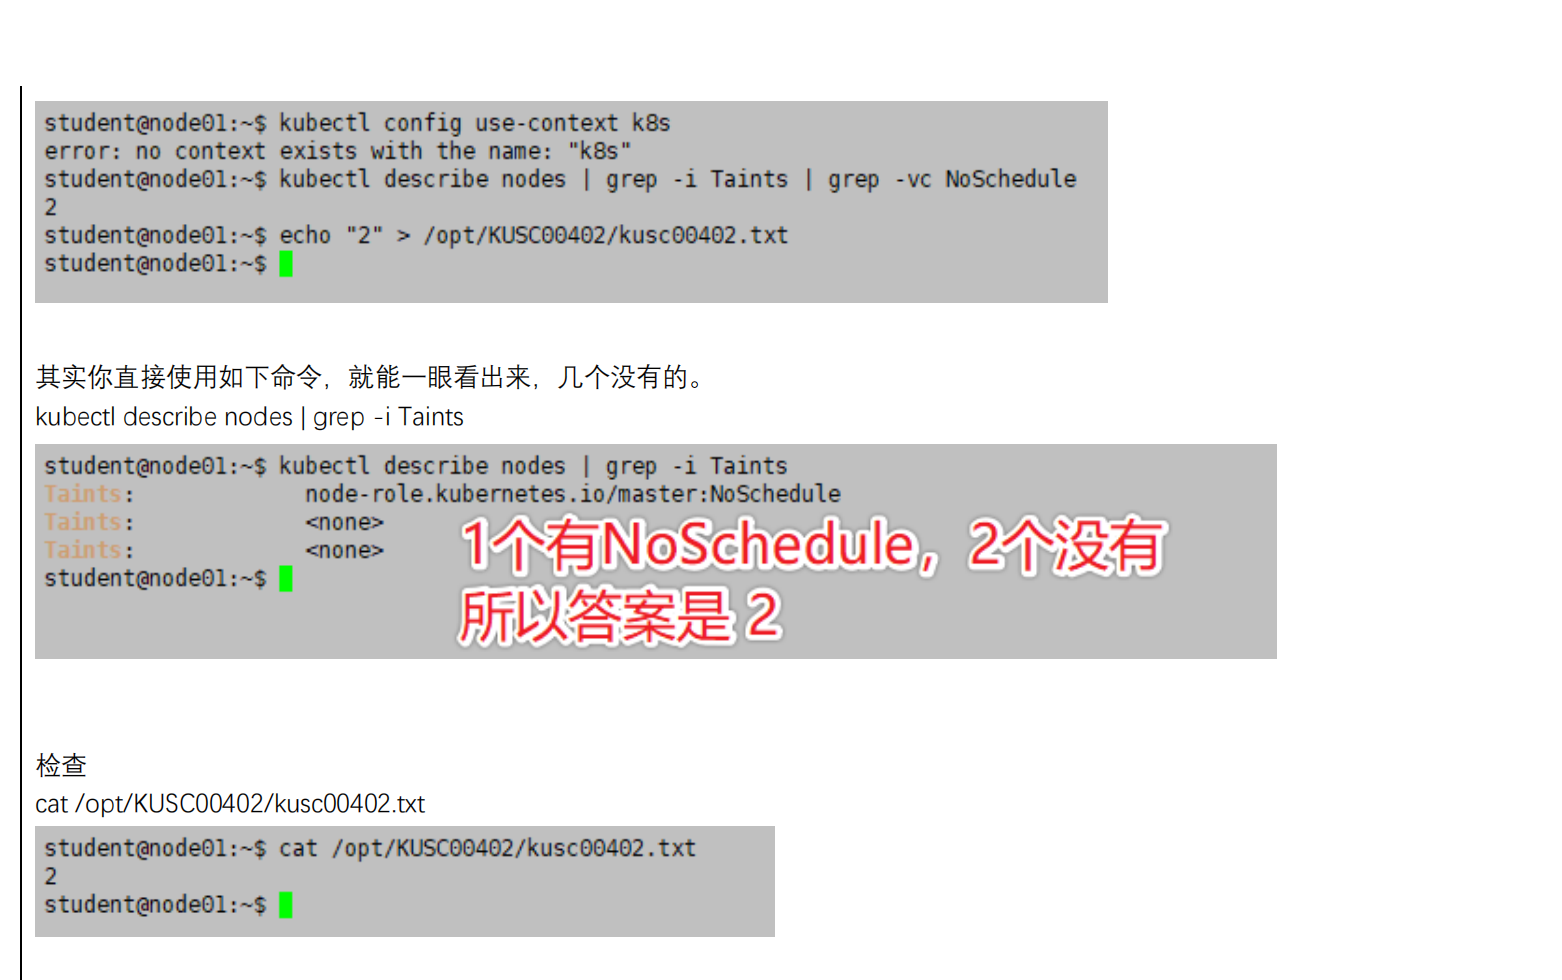 student@node01:~$ kubectl config use-context k8s
error: no context exists with the name: "k8s"
student@node01:~$ kubectl describe nodes | grep -i Taints | grep -vc NoSchedule
2
student@node01:~$ echo "2" > /opt/KUSC00402/kusc00402.txt
student@node01:~$
其实你直接使用如下命令，就能一眼看出来，几个没有的。
kubectl describe nodes | grep -i Taints
student@node01:~$ kubectl describe nodes | grep -i Taints
Taints:             node-role.kubernetes.io/master:NoSchedule
Taints:             <none>
Taints:             <none>
student@node01:~$
1个有NoSchedule，2个没有
所以答案是 2
检查
cat /opt/KUSC00402/kusc00402.txt
student@node01:~$ cat /opt/KUSC00402/kusc00402.txt
2
student@node01:~$